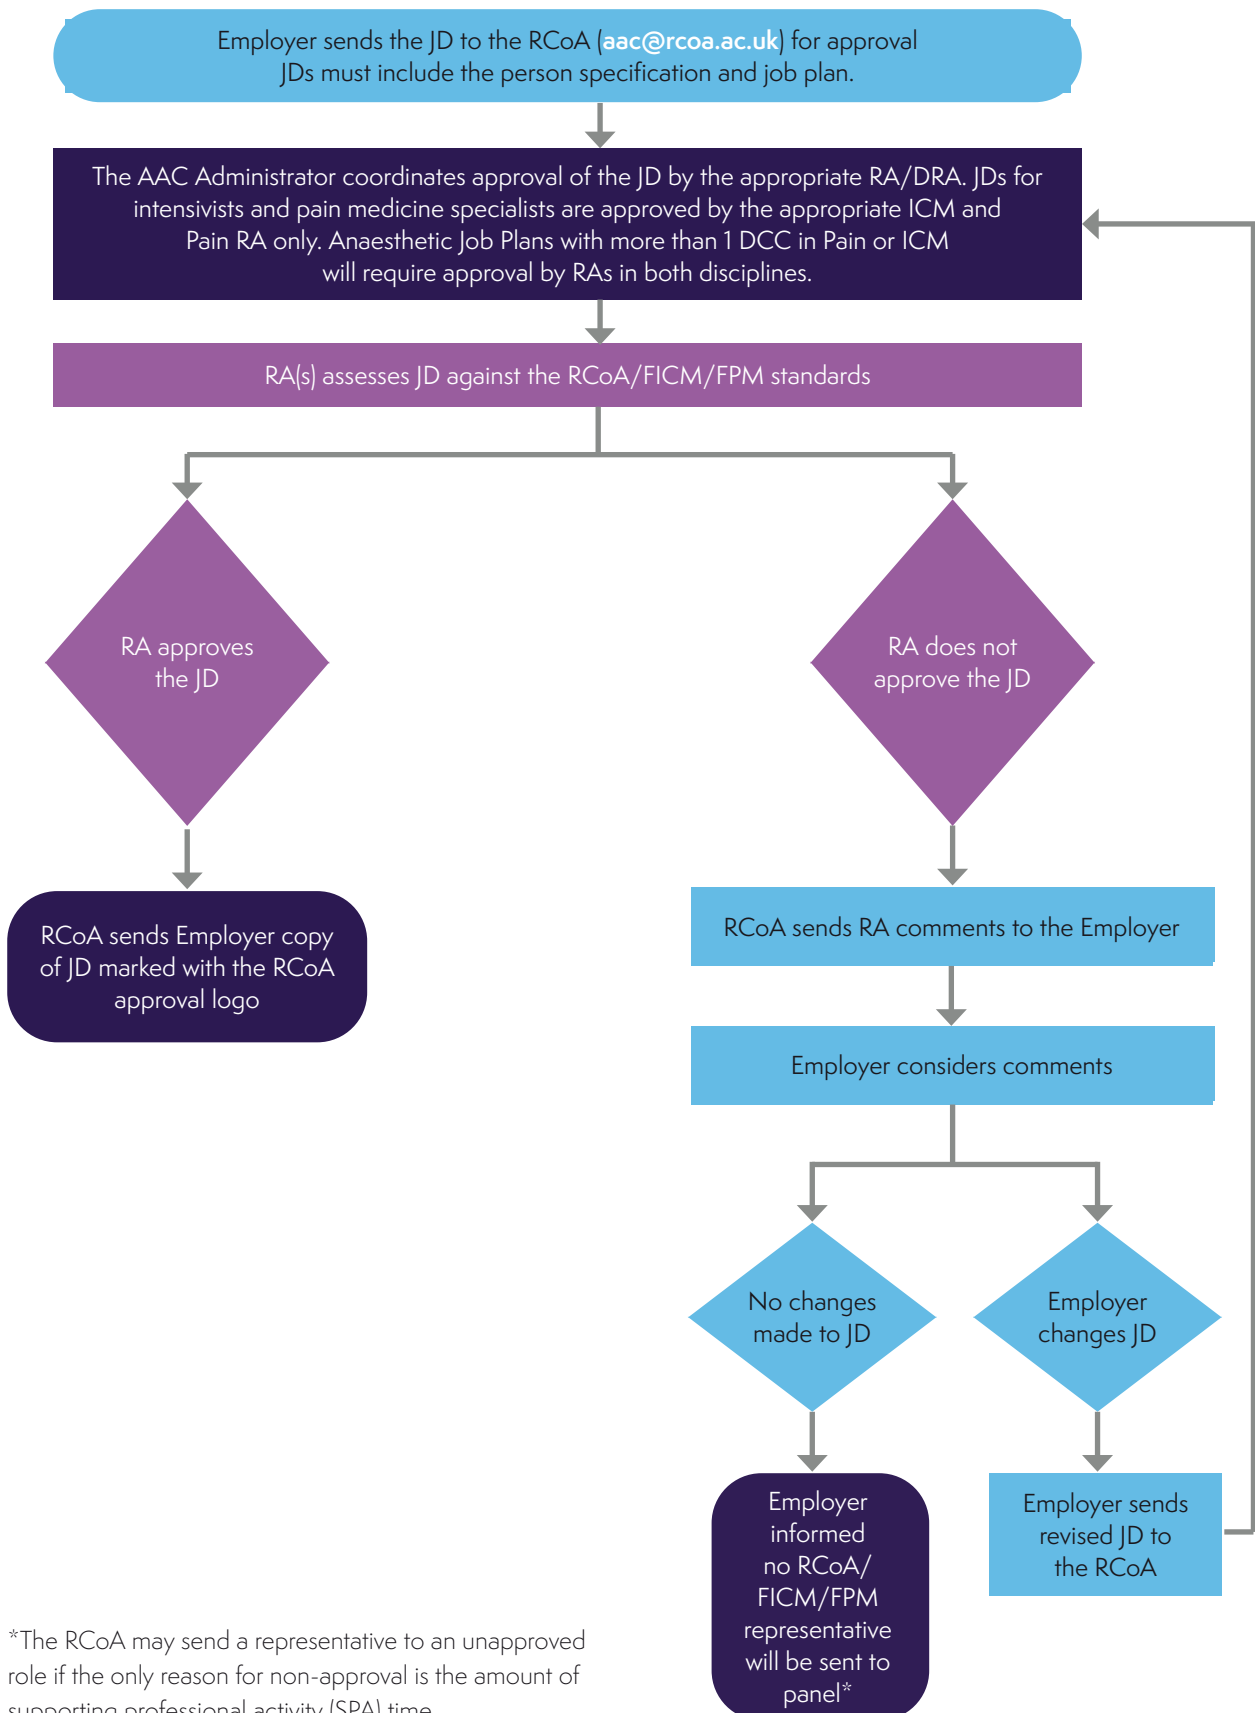 Employer sends the JD to the RCoA (aac@rcoa.ac.uk) for approval
JDs must include the person specification and job plan.
The AAC Administrator coordinates approval of the JD by the appropriate RA/DRA. JDs for
intensivists and pain medicine specialists are approved by the appropriate ICM and
Pain RA only. Anaesthetic Job Plans with more than 1 DCC in Pain or ICM
will require approval by RAs in both disciplines.
RA(s) assesses JD against the RCoA/FICM/FPM standards
RA approves
the JD
RA does not
approve the JD
RCoA sends Employer copy
of JD marked with the RCoA
approval logo
RCoA sends RA comments to the Employer
Employer considers comments
No changes
made to JD
Employer
changes JD
Employer
informed
no RCoA/
FICM/FPM
representative
will be sent to
panel*
Employer sends
revised JD to
the RCoA
*The RCoA may send a representative to an unapproved
role if the only reason for non-approval is the amount of
supporting professional activity (SPA) time